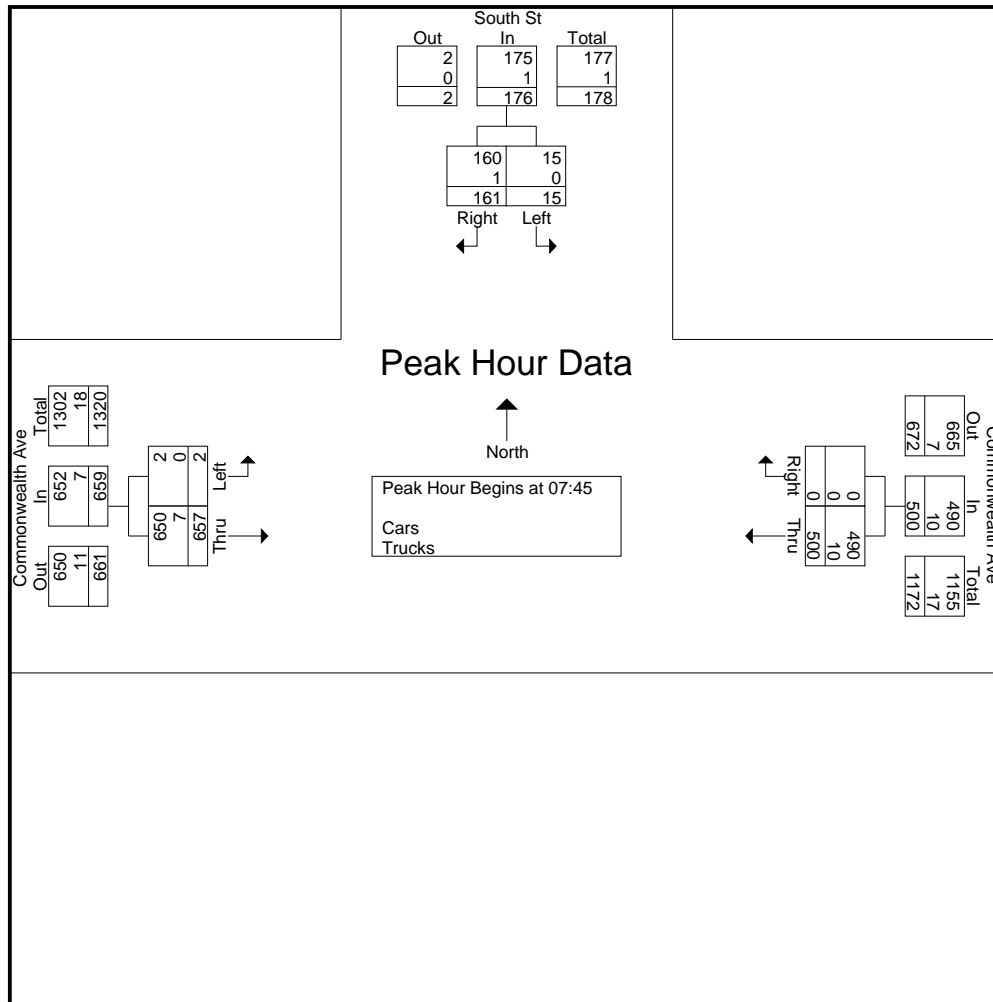 South St
Out In Total
2 175 177
0 1 1
2 176 178
160 15
1 0
161 15
Right Left
Peak Hour Data
North
Peak Hour Begins at 07:45
Cars
Trucks
Commonwealth Ave
Out In Total
650 652 1302
11 7 18
661 659 1320
Left
2
0
2
Thru
650
7
657
Commonwealth Ave
Out In Total
665 490 1155
7 10 17
672 500 1172
Right
0
0
0
Thru
490
10
500